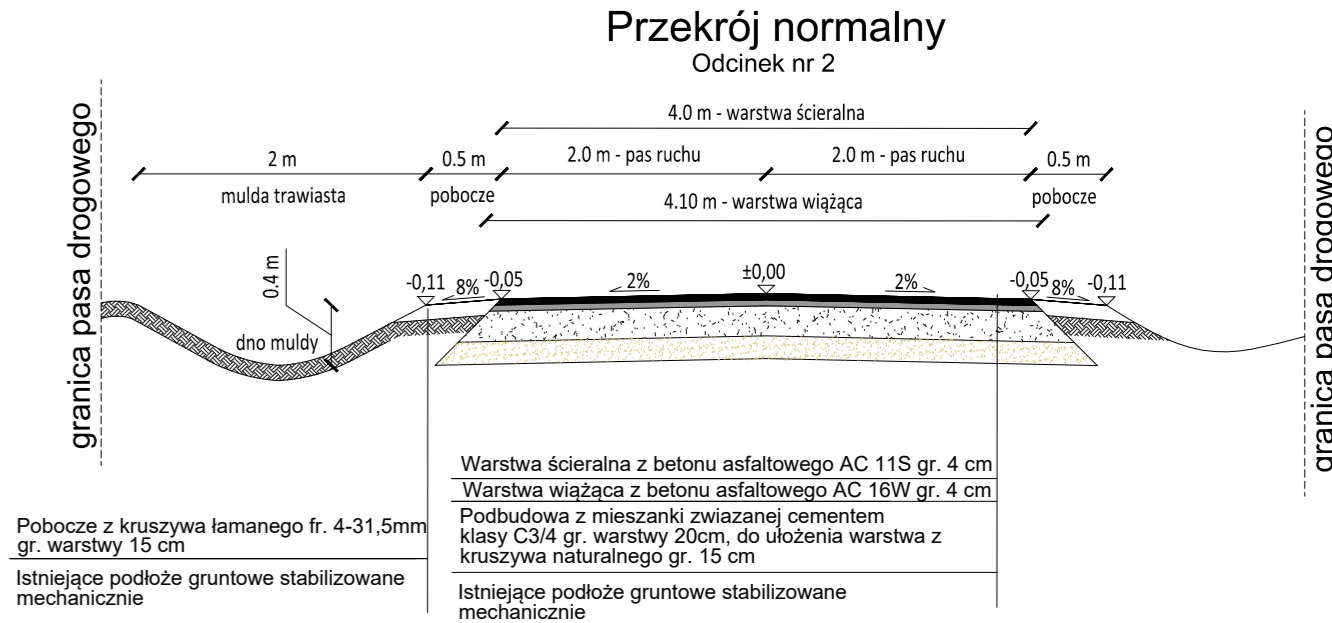 Przekrój normalny
Odcinek nr 2
granica pasa drogowego
granica pasa drogowego
4.0 m - warstwa ścieralna
2 m
0.5 m
2.0 m - pas ruchu
2.0 m - pas ruchu
0.5 m
mulda trawiasta
pobocze
pobocze
4.10 m - warstwa wiążąca
0.4 m
-0,11
8%
-0,05
2%
±0,00
2%
-0,05
8%
-0,11
dno muldy
Warstwa ścieralna z betonu asfaltowego AC 11S gr. 4 cm
Warstwa wiążąca z betonu asfaltowego AC 16W gr. 4 cm
Podbudowa z mieszanki zwiazanej cementem
klasy C3/4 gr. warstwy 20cm, do ułożenia warstwa z
kruszywa naturalnego gr. 15 cm
Istniejące podłoże gruntowe stabilizowane
mechanicznie
Pobocze z kruszywa łamanego fr. 4-31,5mm
gr. warstwy 15 cm
Istniejące podłoże gruntowe stabilizowane
mechanicznie